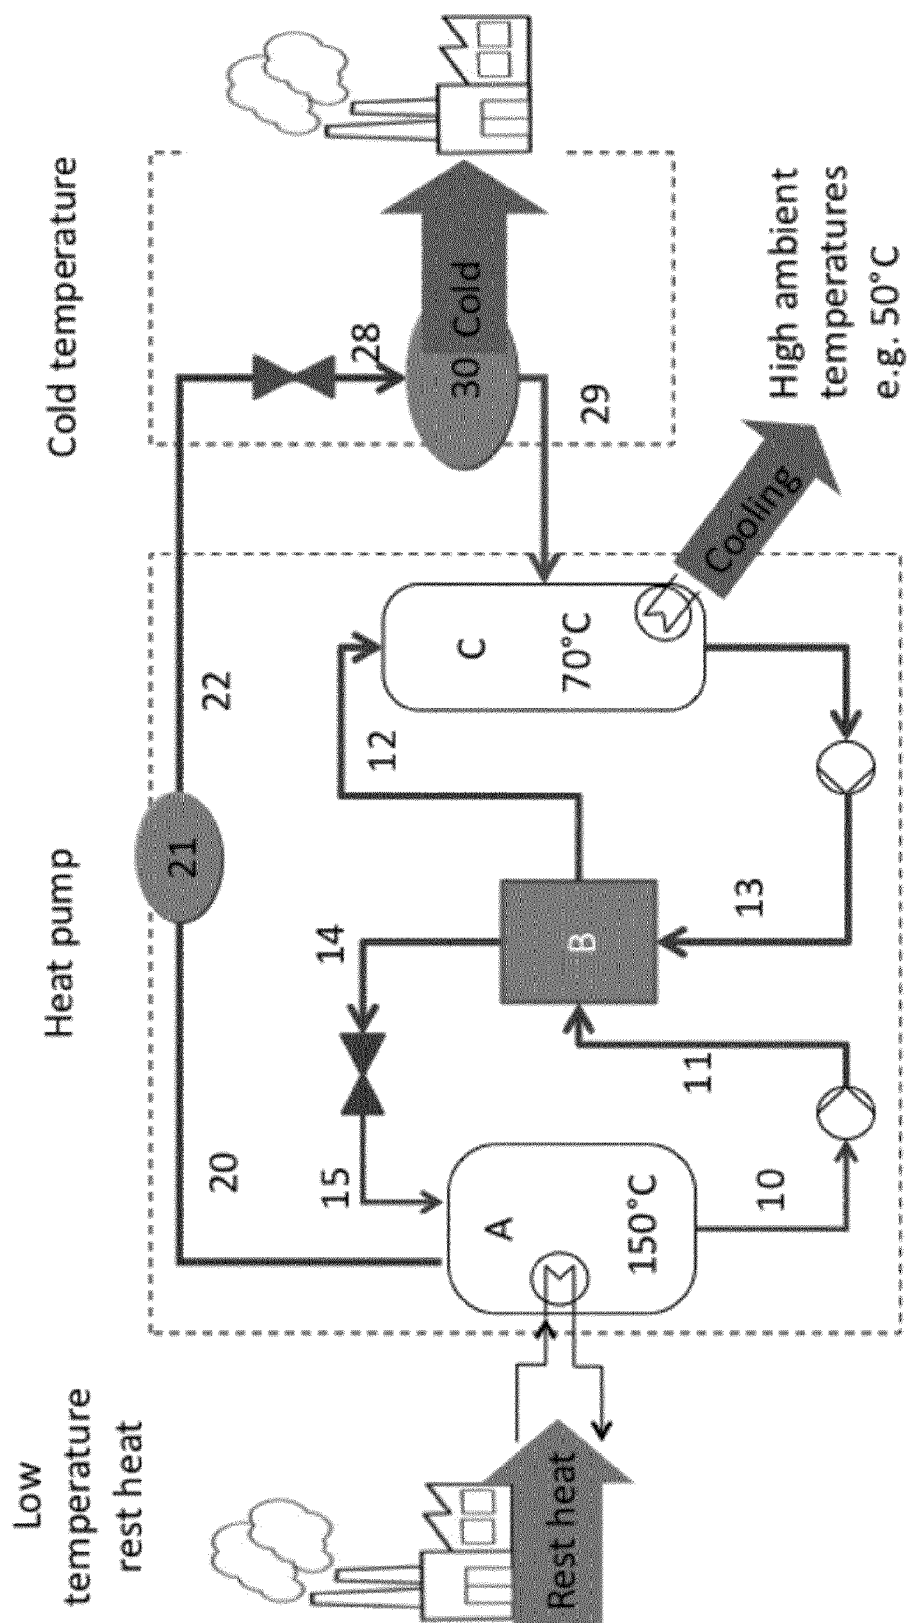 Low
temperature
rest heat
Heat pump
Cold temperature
Rest heat
A
150°C
10
11
15
14
20
21
22
B
12
13
C
70°C
Cooling
28
30 Cold
29
High ambient
temperatures
e.g. 50°C